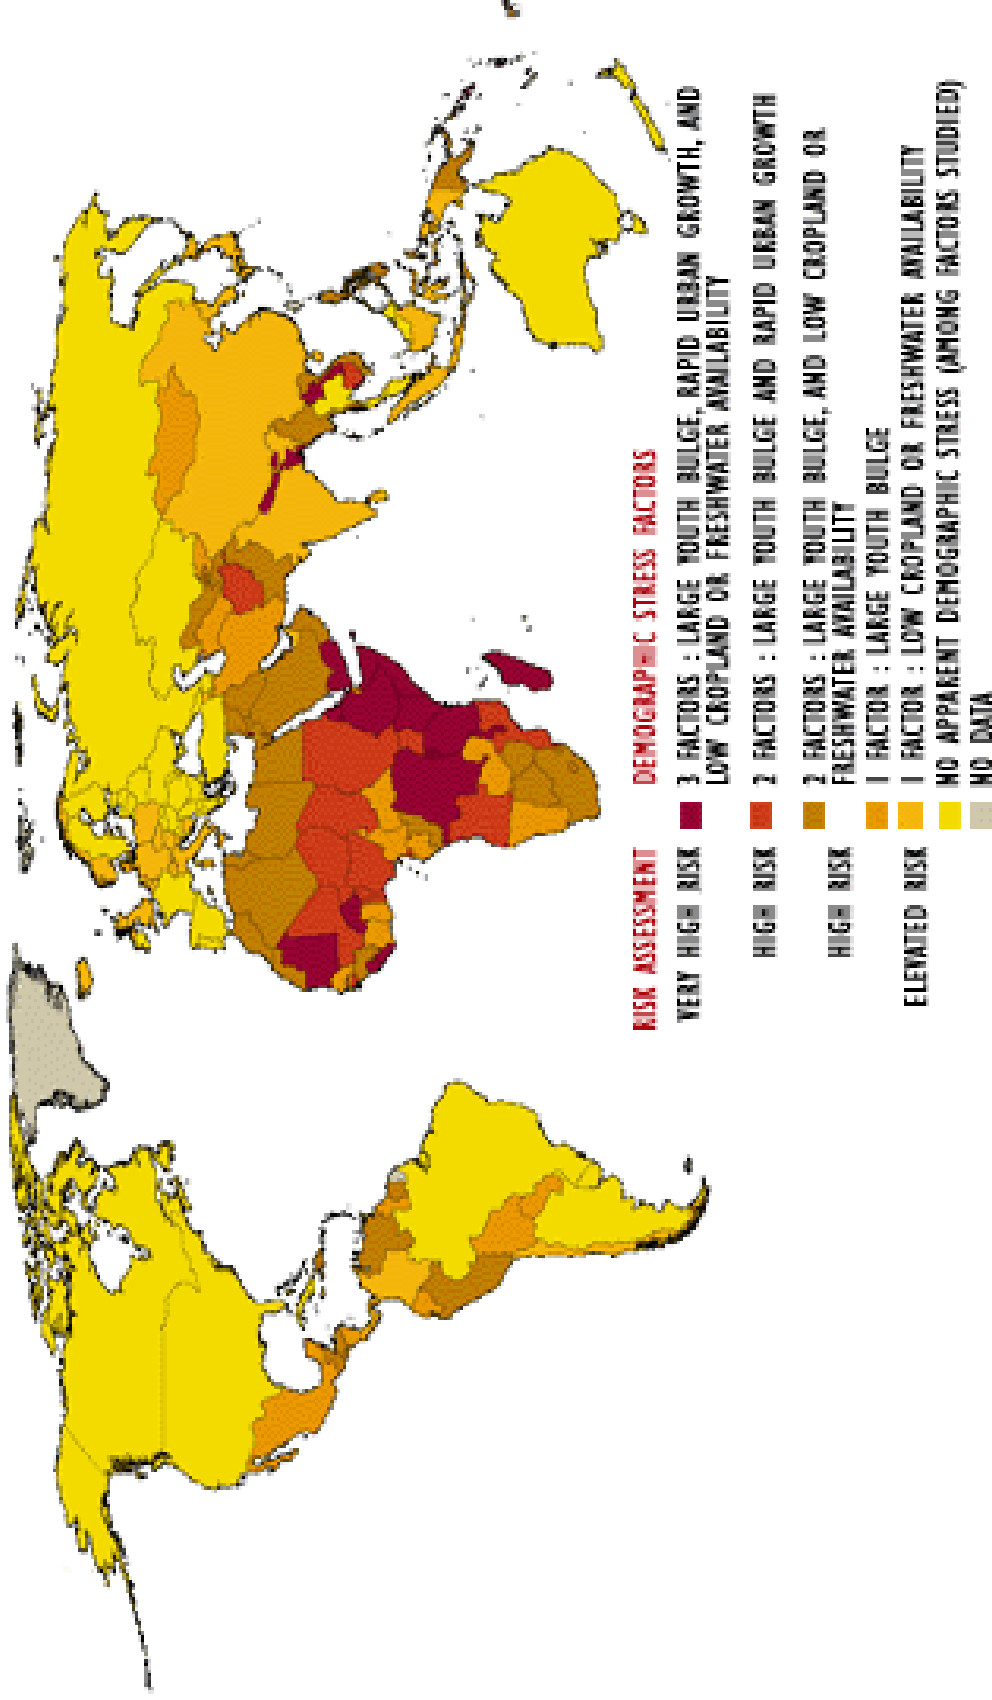 RISK ASSESSMENT DEMOGRAPHIC STRESS FACTORS
VERY HIGH RISK 3 FACTORS : LARGE YOUTH BULGE, RAPID URBAN GROWTH, AND
LOW CROPLAND OR FRESHWATER AVAILABILITY
HIGH RISK 2 FACTORS : LARGE YOUTH BULGE AND RAPID URBAN GROWTH
HIGH RISK 2 FACTORS : LARGE YOUTH BULGE, AND LOW CROPLAND OR
FRESHWATER AVAILABILITY
1 FACTOR : LARGE YOUTH BULGE
ELEVATED RISK 1 FACTOR : LOW CROPLAND OR FRESHWATER AVAILABILITY
NO APPARENT DEMOGRAPHIC STRESS (AMONG FACTORS STUDIED)
NO DATA